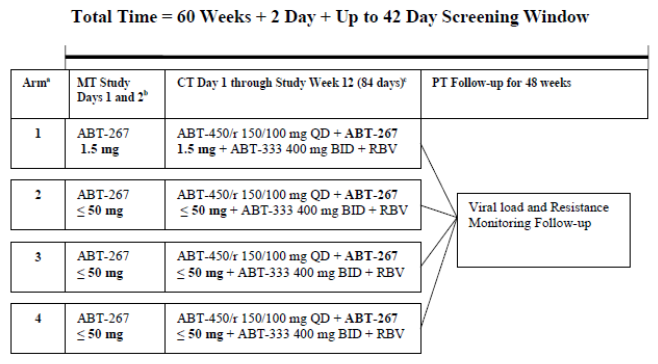 Total Time = 60 Weeks + 2 Day + Up to 42 Day Screening Window
Armᵃ
MT Study
Days 1 and 2ᵇ
CT Day 1 through Study Week 12 (84 days)ᶜ
PT Follow-up for 48 weeks
1
ABT-267
1.5 mg
ABT-450/r 150/100 mg QD + ABT-267
1.5 mg + ABT-333 400 mg BID + RBV
2
ABT-267
≤ 50 mg
ABT-450/r 150/100 mg QD + ABT-267
≤ 50 mg + ABT-333 400 mg BID + RBV
Viral load and Resistance
Monitoring Follow-up
3
ABT-267
≤ 50 mg
ABT-450/r 150/100 mg QD + ABT-267
≤ 50 mg + ABT-333 400 mg BID + RBV
4
ABT-267
≤ 50 mg
ABT-450/r 150/100 mg QD + ABT-267
≤ 50 mg + ABT-333 400 mg BID + RBV